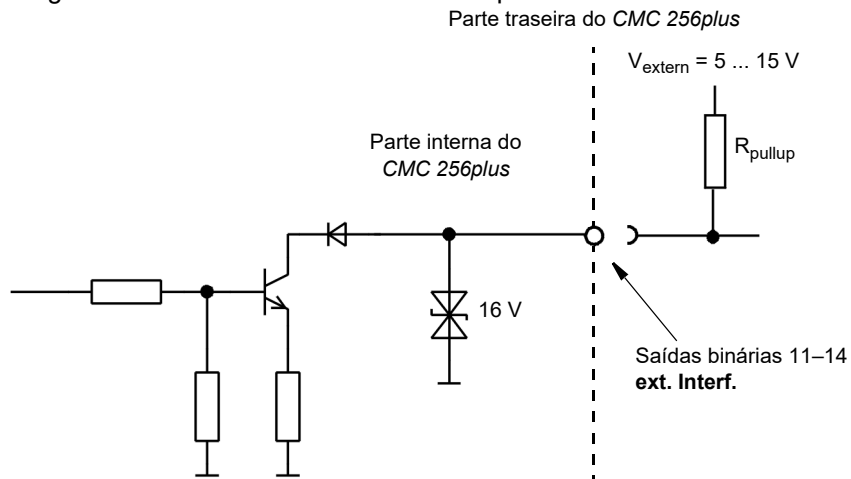 Parte traseira do CMC 256plus
Vextern = 5 ... 15 V
Rpullup
Parte interna do
CMC 256plus
16 V
Saídas binárias 11–14
ext. Interf.